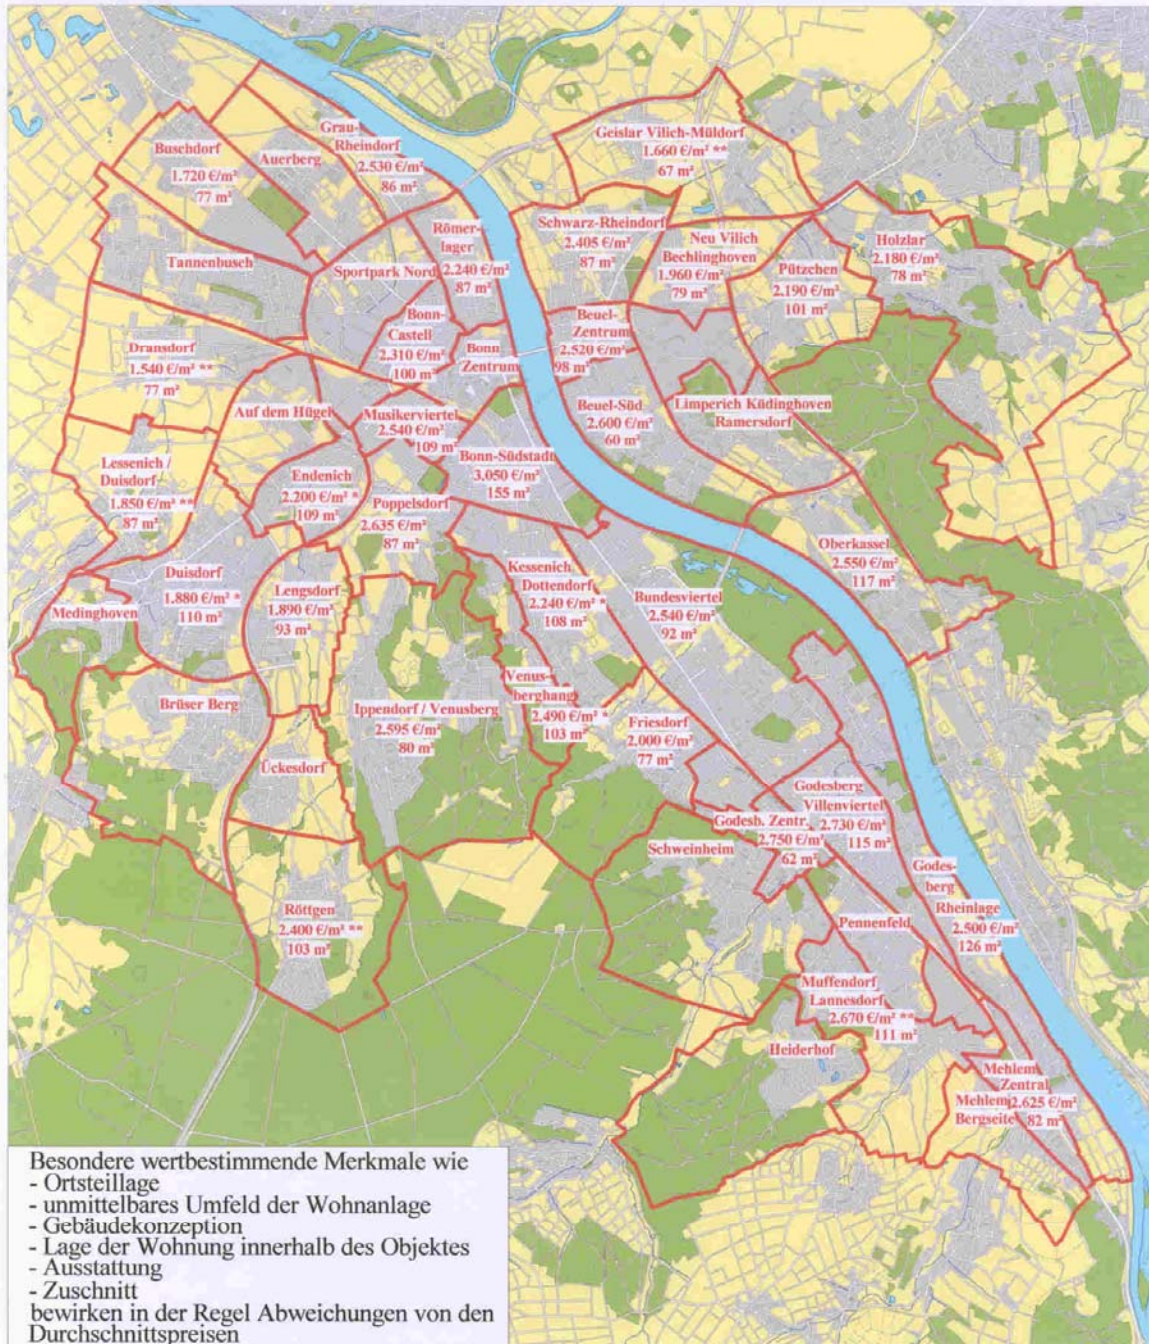 Grau-
Rheindorf
2.530 €/m²
86 m²
Buschdorf
1.720 €/m²
77 m²
Auerberg
Geislar Vilich-Müldorf
1.660 €/m² **
67 m²
Tannenbusch
Sportpark Nord
Römer-
lager
2.240 €/m²
87 m²
Schwarz-Rheindorf
2.405 €/m²
87 m²
Neu Vilich
Bechlinghoven
1.960 €/m²
79 m²
Pützchen
2.190 €/m²
101 m²
Holzlar
2.180 €/m²
78 m²
Bonn-
Castell
2.310 €/m²
100 m²
Bonn
Zentrum
Beuel-
Zentrum
2.520 €/m²
98 m²
Dransdorf
1.540 €/m² **
77 m²
Auf dem Hügel
Musikerviertel
2.540 €/m²
109 m²
Beuel-Süd
2.600 €/m²
60 m²
Limperich Küdinghoven
Ramersdorf
Lessenich /
Duisdorf
1.850 €/m² **
87 m²
Endenich
2.200 €/m² *
109 m²
Bonn-Südstadt
3.050 €/m²
155 m²
Poppelsdorf
2.635 €/m²
87 m²
Oberkassel
2.550 €/m²
117 m²
Medinghoven
Duisdorf
1.880 €/m² *
110 m²
Lengsdorf
1.890 €/m²
93 m²
Kessenich
Dottendorf
2.240 €/m² *
108 m²
Bundesviertel
2.540 €/m²
92 m²
Brüser Berg
Ippendorf / Venusberg
2.595 €/m²
80 m²
Venus-
berghang
2.490 €/m² *
103 m²
Friesdorf
2.000 €/m²
77 m²
Ückesdorf
Godesberg
Villenviertel
2.730 €/m²
115 m²
Godesb. Zentr.
2.750 €/m²
62 m²
Schweinheim
Godes-
berg
Rheinlage
2.500 €/m²
126 m²
Röttgen
2.400 €/m² **
103 m²
Pennenfeld
Muffendorf
Lannesdorf
2.670 €/m² **
111 m²
Heiderhof
Mehlem
Zentral
2.625 €/m²
82 m²
Mehlem
Bergseite
Besondere wertbestimmende Merkmale wie
- Ortsteillage
- unmittelbares Umfeld der Wohnanlage
- Gebäudekonzeption
- Lage der Wohnung innerhalb des Objektes
- Ausstattung
- Zuschnitt
bewirken in der Regel Abweichungen von den
Durchschnittspreisen